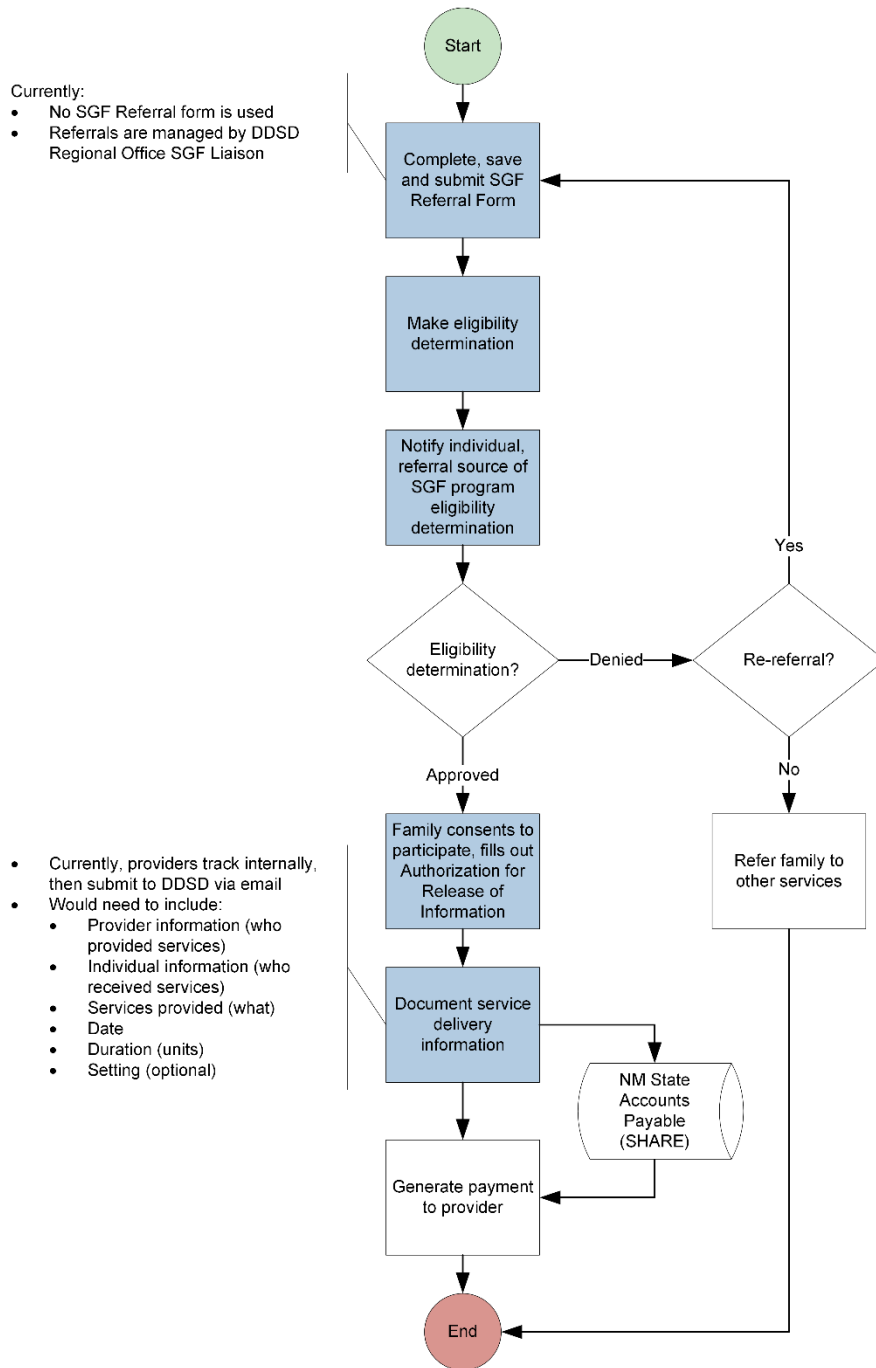 Start
Currently:
• No SGF Referral form is used
• Referrals are managed by DDSD
Regional Office SGF Liaison
Complete, save
and submit SGF
Referral Form
Make eligibility
determination
Notify individual,
referral source of
SGF program
eligibility
determination
Yes
Eligibility
determination?
Denied
Re-referral?
Approved
No
Family consents to
participate, fills out
Authorization for
Release of
Information
Refer family to
other services
• Currently, providers track internally,
then submit to DDSD via email
• Would need to include:
• Provider information (who
provided services)
• Individual information (who
received services)
• Services provided (what)
• Date
• Duration (units)
• Setting (optional)
Document service
delivery
information
NM State
Accounts
Payable
(SHARE)
Generate payment
to provider
End